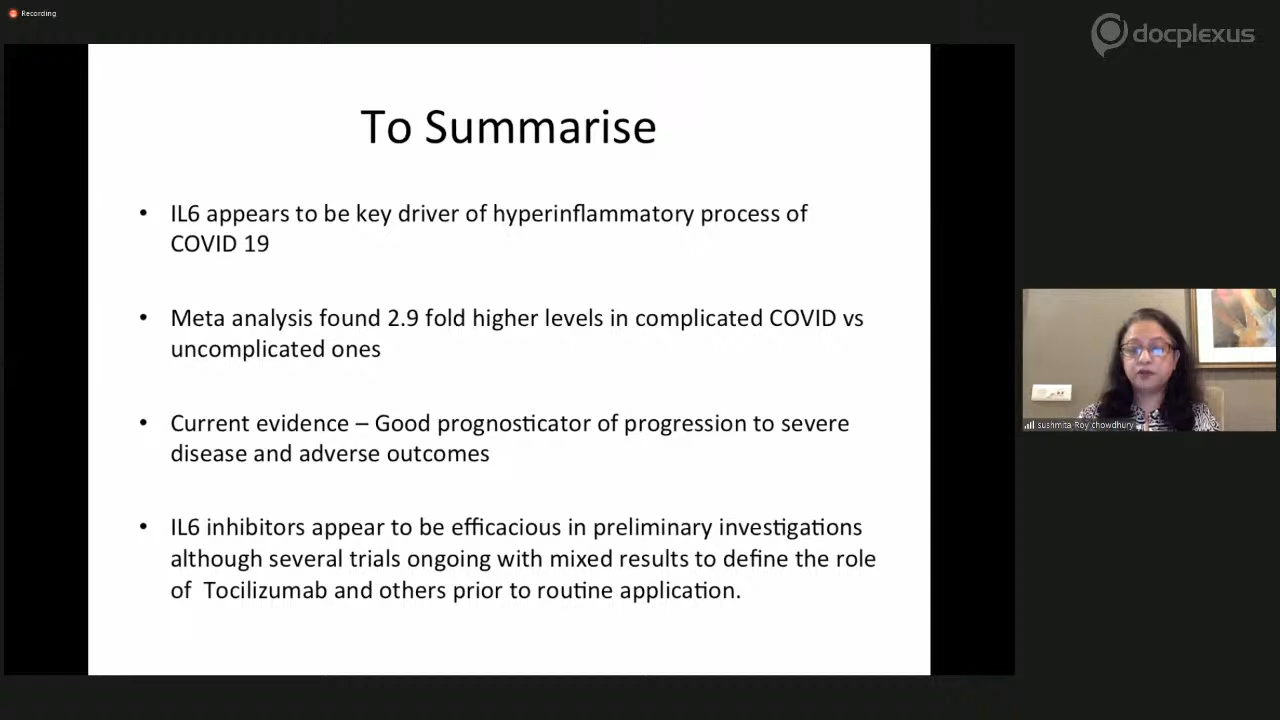 Recording
docplexus
To Summarise
• IL6 appears to be key driver of hyperinflammatory process of
COVID 19
• Meta analysis found 2.9 fold higher levels in complicated COVID vs
uncomplicated ones
• Current evidence – Good prognosticator of progression to severe
disease and adverse outcomes
• IL6 inhibitors appear to be efficacious in preliminary investigations
although several trials ongoing with mixed results to define the role
of Tocilizumab and others prior to routine application.
sushmita Roy chowdhury